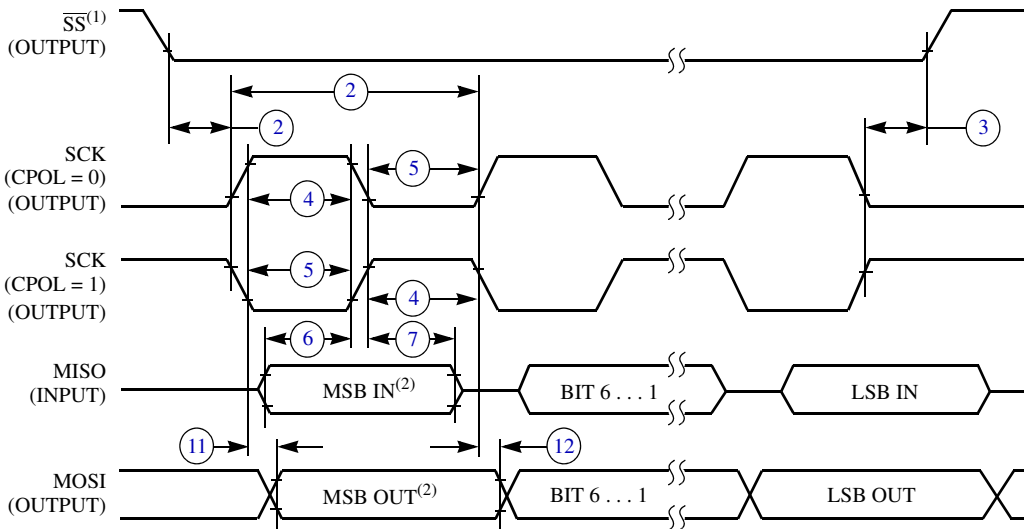 SS(1)
(OUTPUT)
2
2
3
SCK
(CPOL = 0)
(OUTPUT)
5
4
SCK
(CPOL = 1)
(OUTPUT)
5
4
6
7
MISO
(INPUT)
MSB IN(2)
BIT 6 . . . 1
LSB IN
11
12
MOSI
(OUTPUT)
MSB OUT(2)
BIT 6 . . . 1
LSB OUT